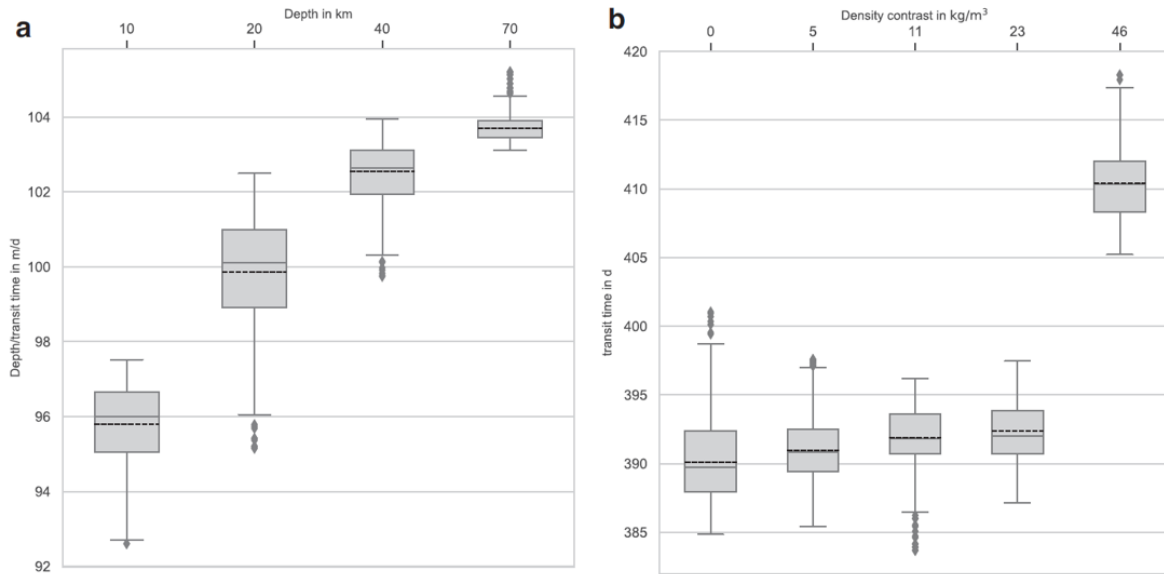 a
Depth in km
10 20 40 70
Depth/transit time in m/d
104
102
100
98
96
94
92
b
Density contrast in kg/m³
0 5 11 23 46
transit time in d
420
415
410
405
400
395
390
385